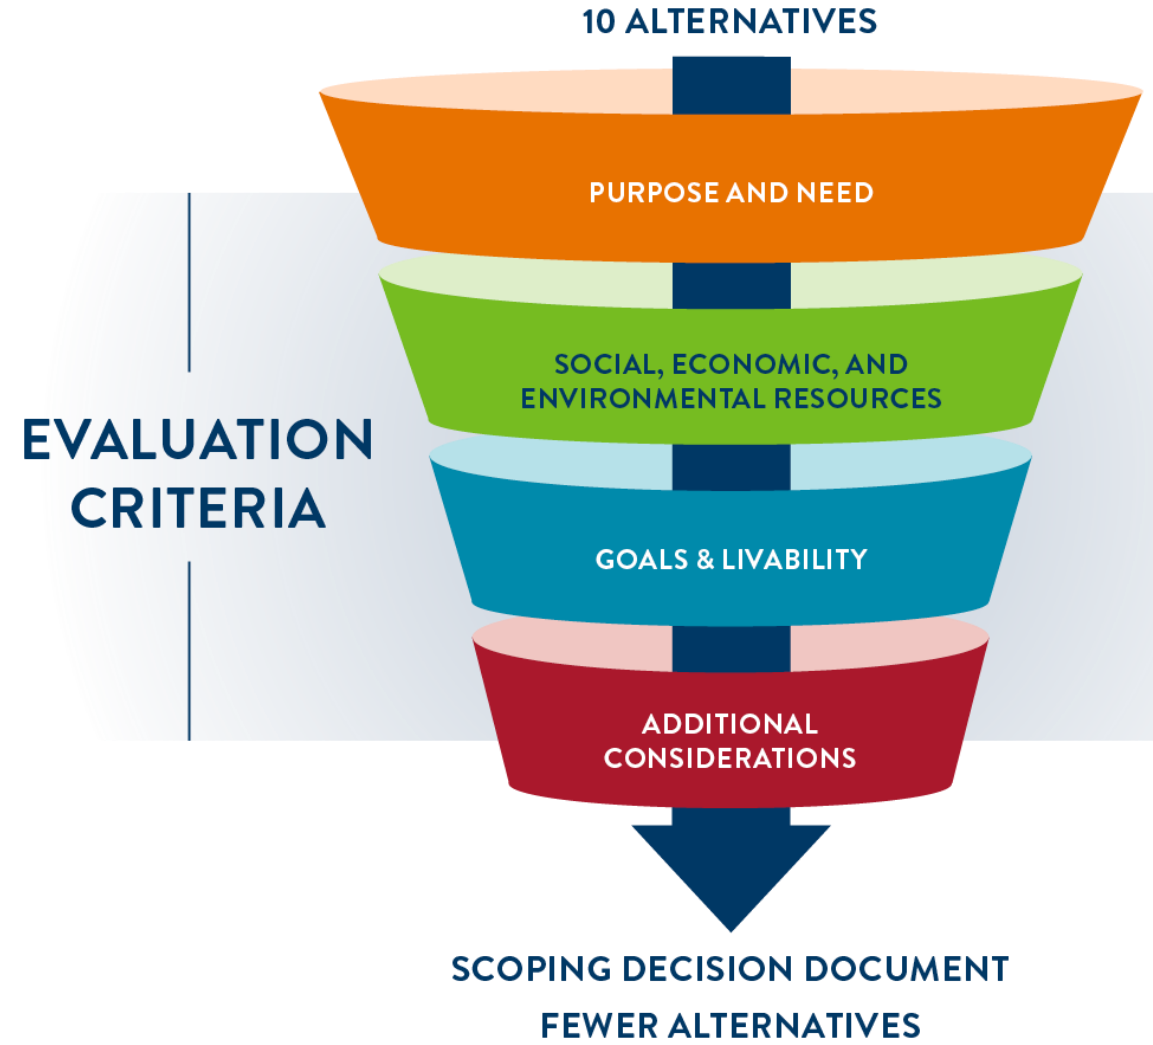 10 ALTERNATIVES
PURPOSE AND NEED
SOCIAL, ECONOMIC, AND
ENVIRONMENTAL RESOURCES
EVALUATION
CRITERIA
GOALS & LIVABILITY
ADDITIONAL
CONSIDERATIONS
SCOPING DECISION DOCUMENT
FEWER ALTERNATIVES